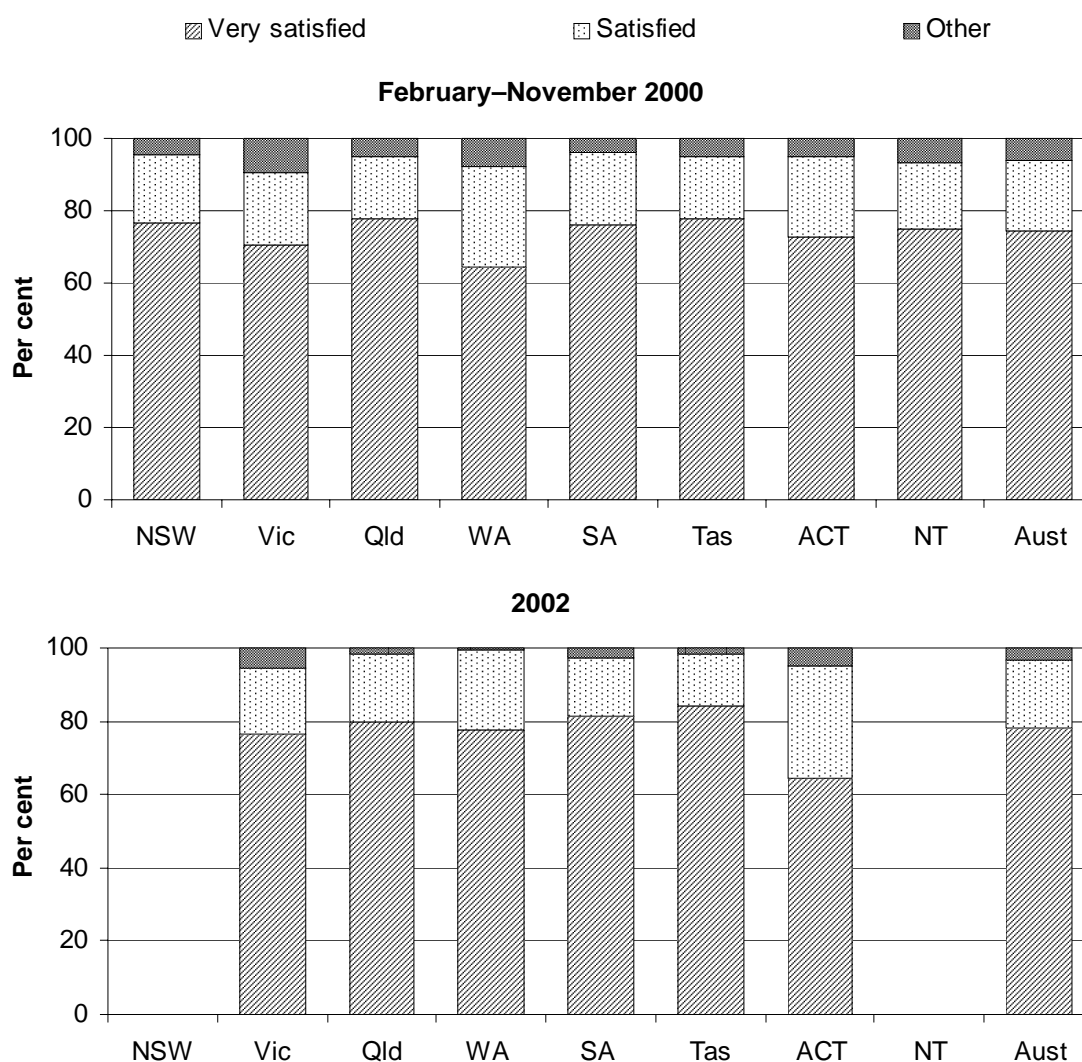 Very satisfied Satisfied Other
February–November 2000
Per cent
100
80
60
40
20
0
NSW Vic Qld WA SA Tas ACT NT Aust
2002
Per cent
100
80
60
40
20
0
NSW Vic Qld WA SA Tas ACT NT Aust